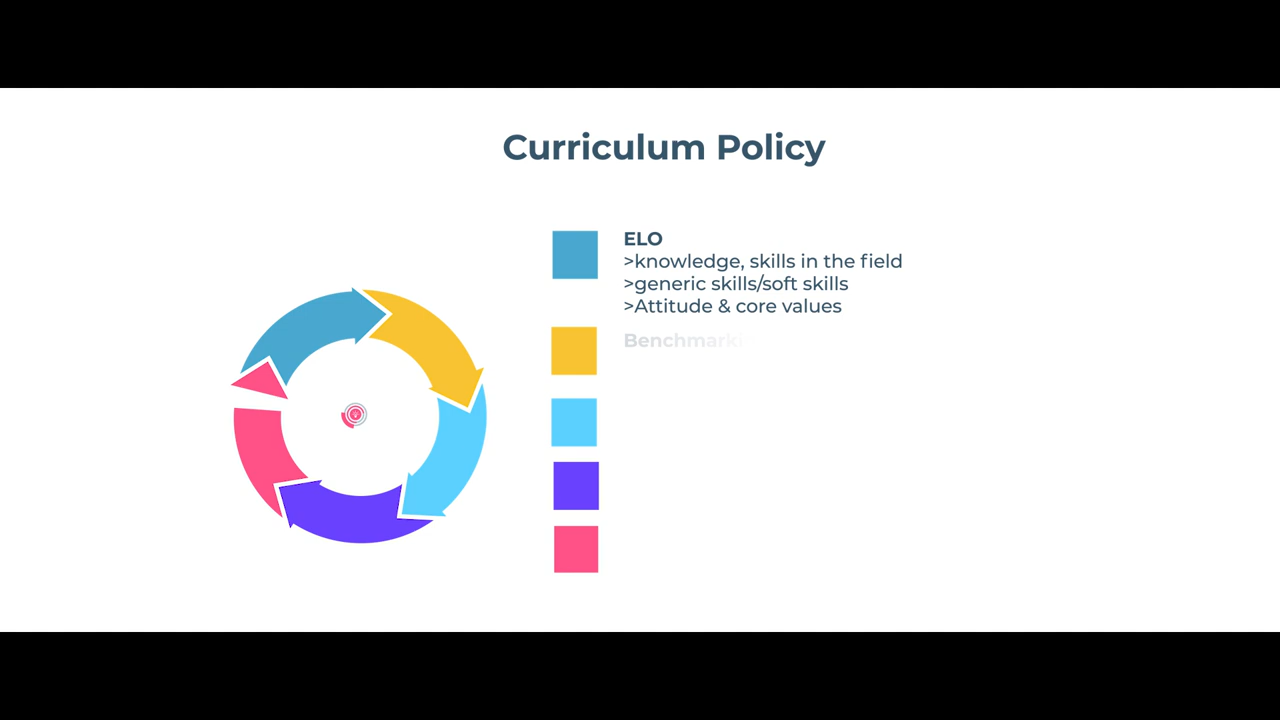 Curriculum Policy
ELO
>knowledge, skills in the field
>generic skills/soft skills
>Attitude & core values